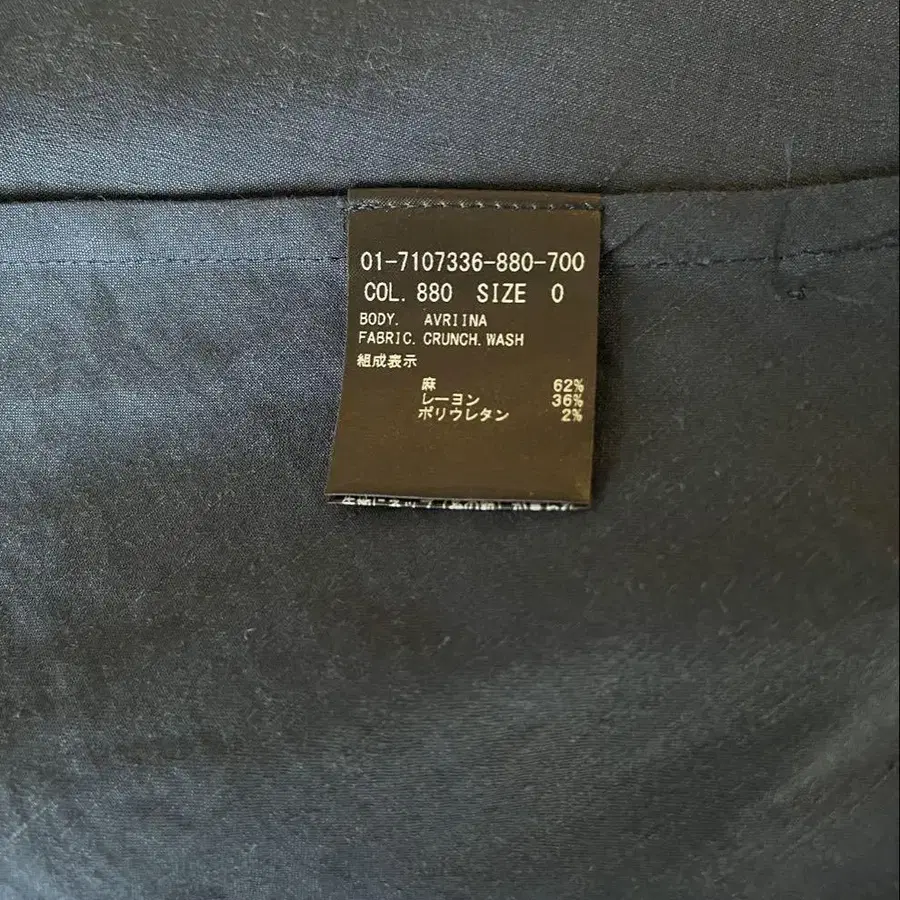 01-7107336-880-700
COL. 880 SIZE 0
BODY. AVRIINA
FABRIC. CRUNCH. WASH
組成表示
麻 62%
レーヨン 36%
ポリウレタン 2%